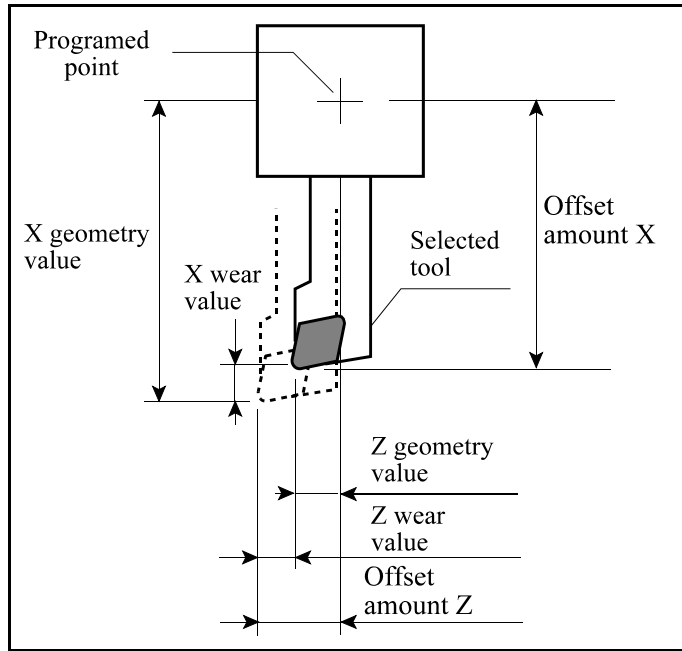 Programed
point
X geometry
value
X wear
value
Offset
amount X
Selected
tool
Z geometry
value
Z wear
value
Offset
amount Z